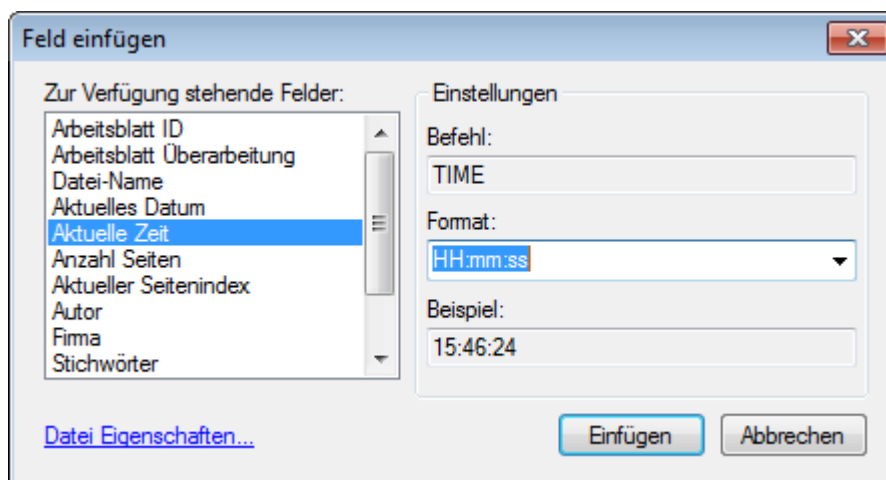 Feld einfügen
Zur Verfügung stehende Felder:
Arbeitsblatt ID
Arbeitsblatt Überarbeitung
Datei-Name
Aktuelles Datum
Aktuelle Zeit
Anzahl Seiten
Aktueller Seitenindex
Autor
Firma
Stichwörter
Einstellungen
Befehl:
TIME
Format:
HH:mm:ss
Beispiel:
15:46:24
Datei Eigenschaften...
Einfügen
Abbrechen